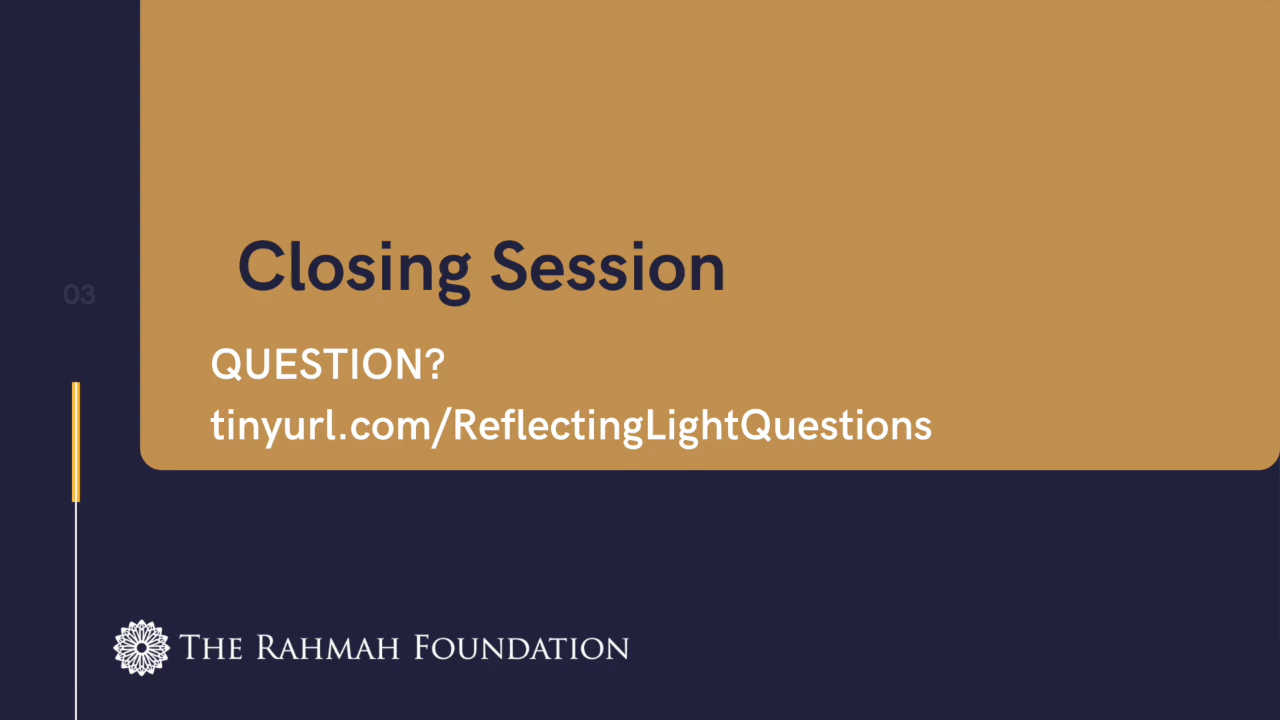 03
Closing Session
QUESTION?
tinyurl.com/ReflectingLightQuestions
THE RAHMAH FOUNDATION